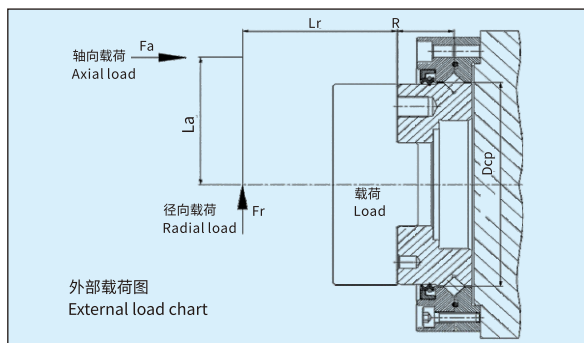 Lr
R
轴向载荷
Fa
Axial load
La
Dcp
径向载荷
Fr
Radial load
载荷
Load
外部载荷图
External load chart